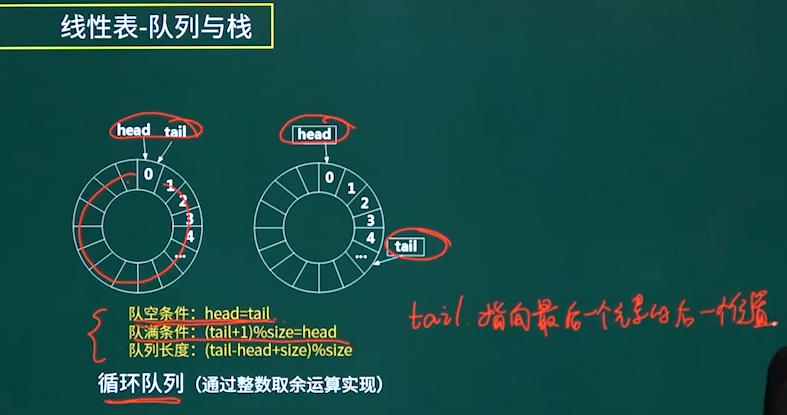 线性表-队列与栈
head tail
head
0
1
2
3
4
...
0
1
2
3
4
...
tail
队空条件：head=tail
队满条件：(tail+1)%size=head
队列长度：(tail-head+size)%size
tail.指向最后一个元素的后一个位置。
循环队列（通过整数取余运算实现）